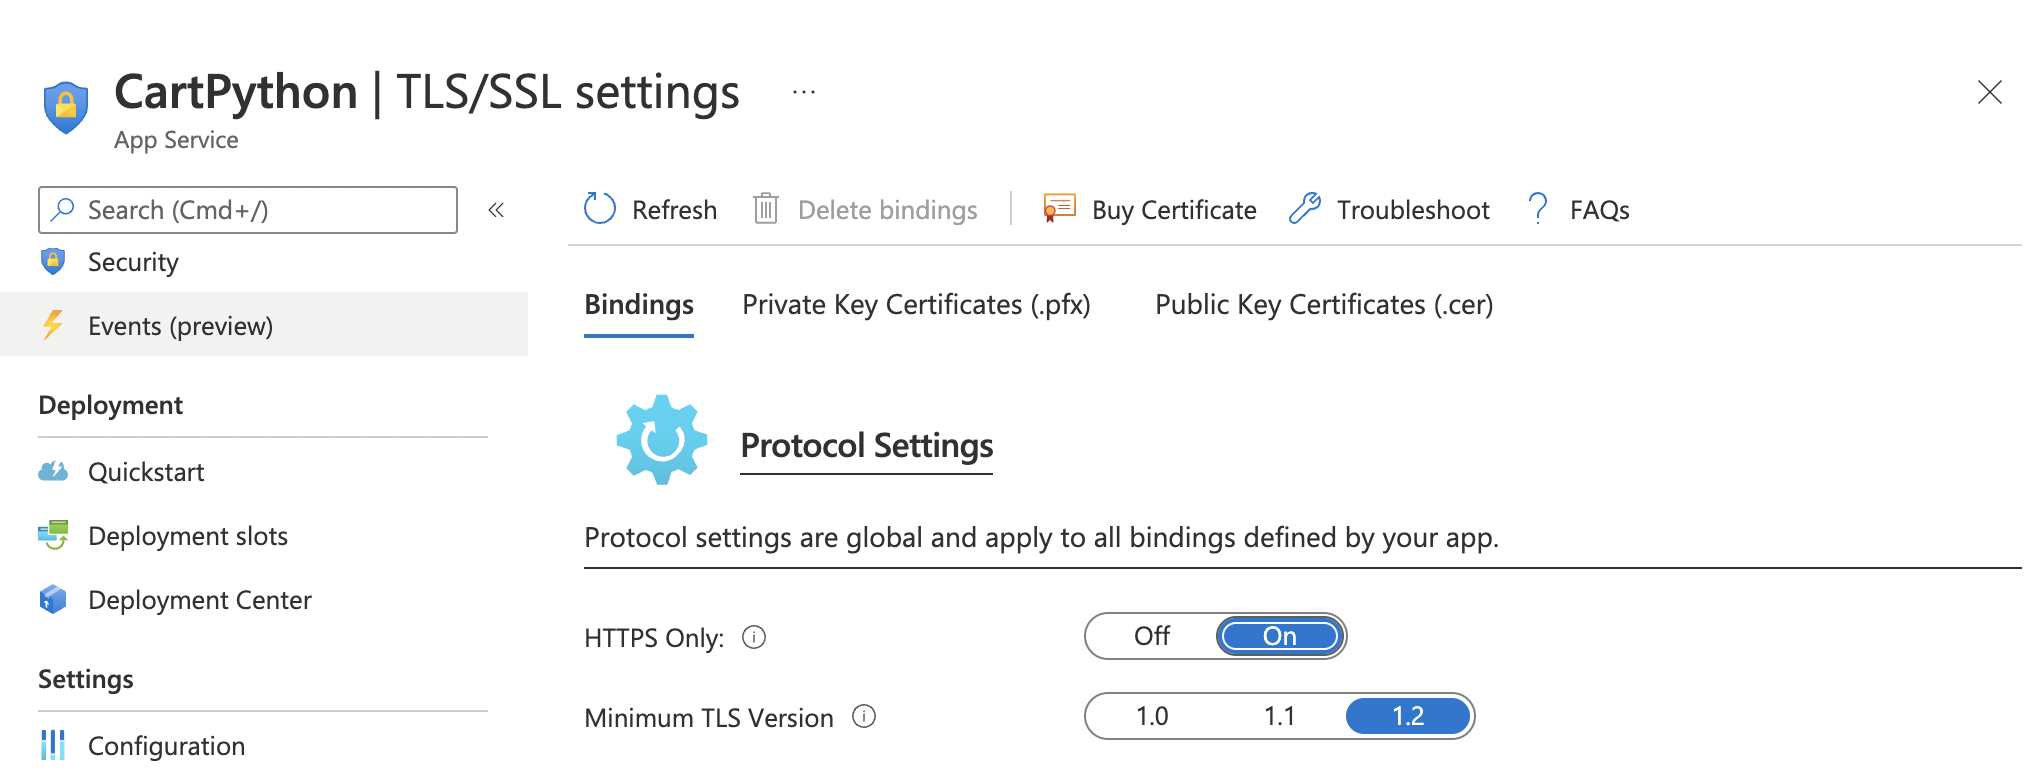 CartPython | TLS/SSL settings ...
App Service
Search (Cmd+/)
«
Security
Events (preview)
Deployment
Quickstart
Deployment slots
Deployment Center
Settings
Configuration
Refresh Delete bindings Buy Certificate Troubleshoot FAQs
Bindings Private Key Certificates (.pfx) Public Key Certificates (.cer)
Protocol Settings
Protocol settings are global and apply to all bindings defined by your app.
HTTPS Only: Off On
Minimum TLS Version 1.0 1.1 1.2